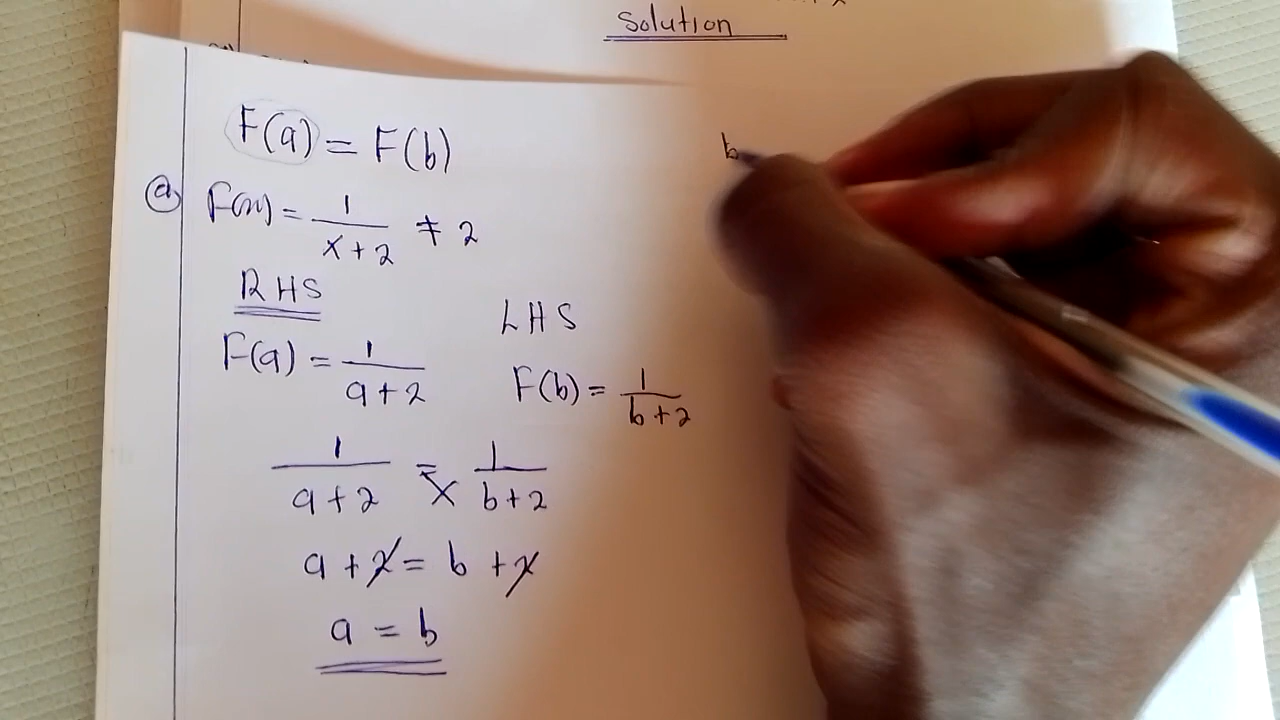 Solution
F(a) = F(b)
(a) F(x) = 1/(x+2) ≠ 2
RHS
LHS
F(a) = 1/(a+2)
F(b) = 1/(b+2)
1/(a+2) = 1/(b+2)
a + 2 = b + 2
a = b
b